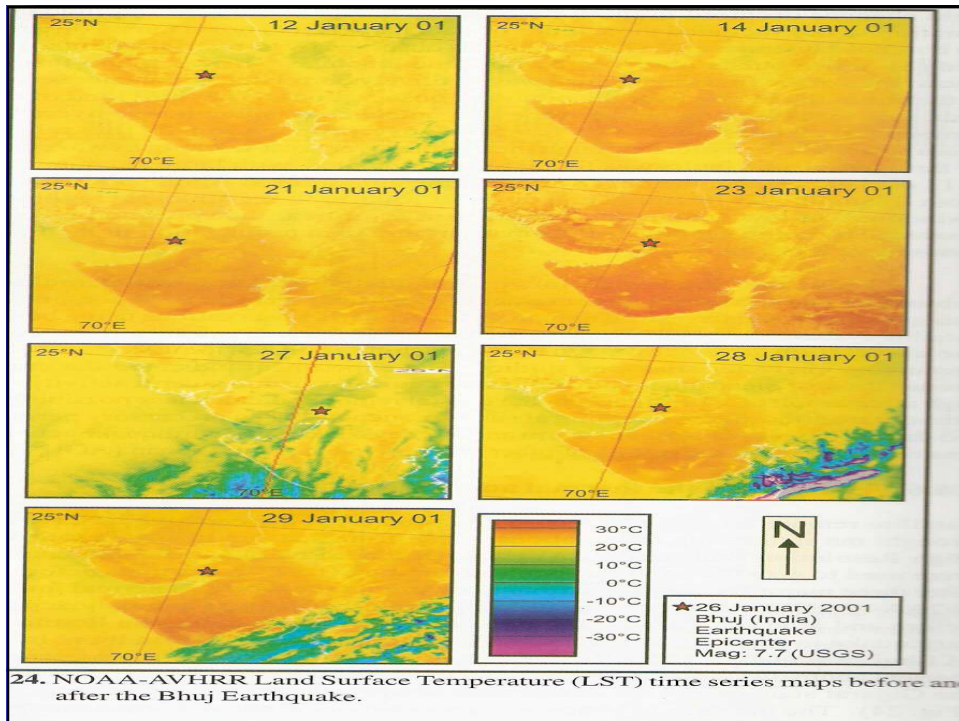 25°N 12 January 01
70°E
25°N 14 January 01
70°E
25°N 21 January 01
70°E
25°N 23 January 01
70°E
25°N 27 January 01
70°E
25°N 28 January 01
70°E
25°N 29 January 01
70°E
30°C
20°C
10°C
0°C
-10°C
-20°C
-30°C
N
26 January 2001
Bhuj (India)
Earthquake
Epicenter
Mag: 7.7 (USGS)
24. NOAA-AVHRR Land Surface Temperature (LST) time series maps before an
after the Bhuj Earthquake.